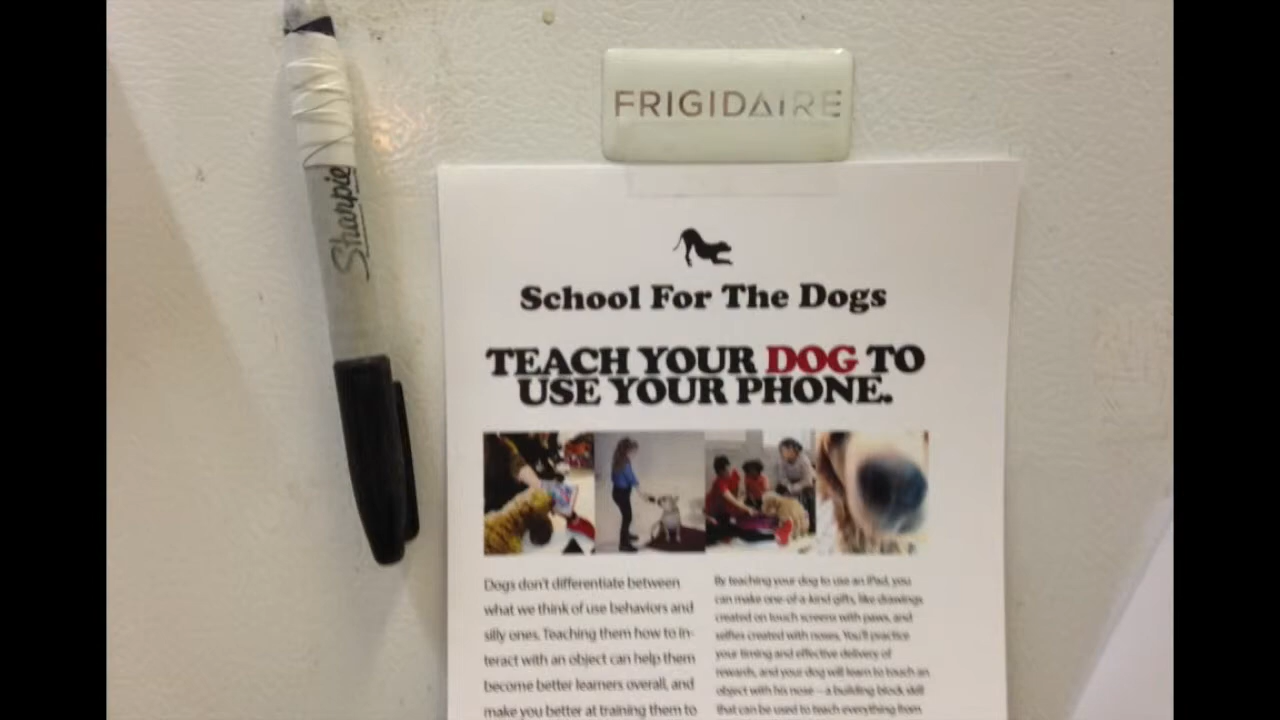 FRIGIDAIRE
Sharpie
School For The Dogs
TEACH YOUR DOG TO
USE YOUR PHONE.
Dogs don't differentiate between
what we think of use behaviors and
silly ones. Teaching them how to in-
teract with an object can help them
become better learners overall, and
make you better at training them to
By teaching your dog to use an iPad, you
can make one-of-a-kind gifts, like drawings
created on touch screens with paws, and
selfies created with noses. You'll practice
your timing and effective delivery of
rewards, and your dog will learn to touch an
object with his nose -- a building block skill
that can be used to teach everything from